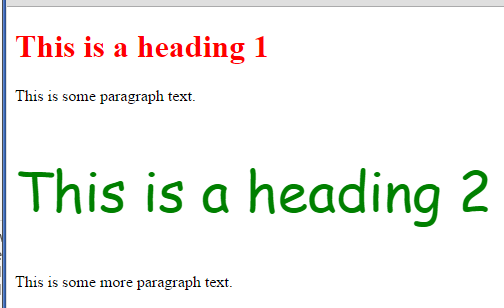 This is a heading 1
This is some paragraph text.
This is a heading 2
This is some more paragraph text.